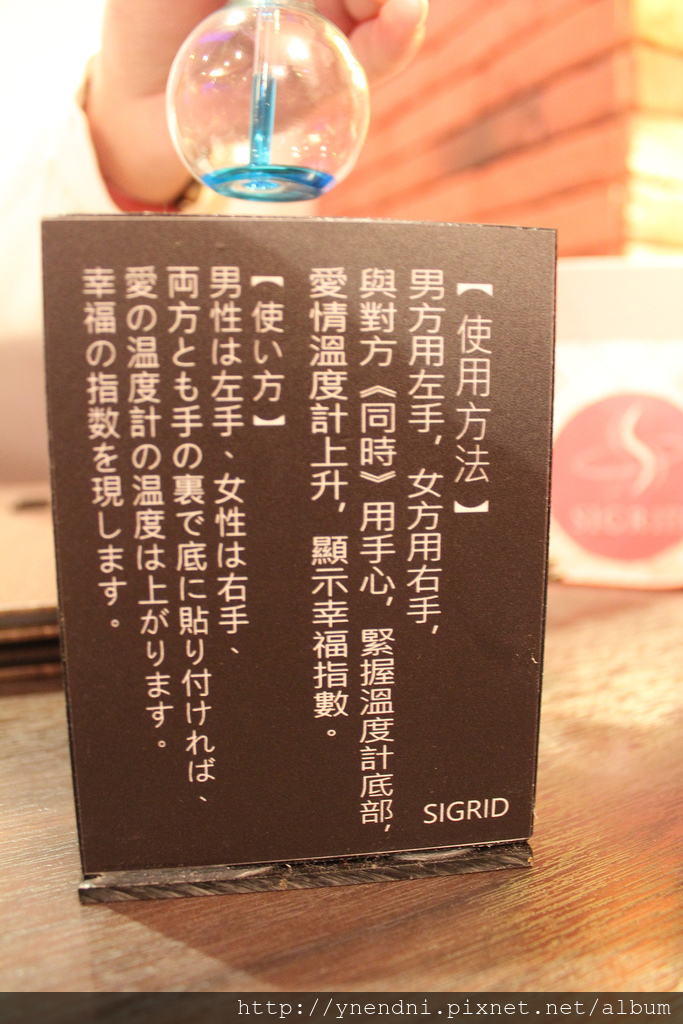 【使用方法】
男方用左手，女方用右手，
與對方《同時》用手心，緊握溫度計底部，
愛情溫度計上升，顯示幸福指數。
【使い方】
男性は左手、女性は右手、
両方とも手の裏で底に貼り付ければ、
愛の温度計の温度は上がります。
幸福の指数を現します。
SIGRID
SIGRID
http://ynendni.pixnet.net/album